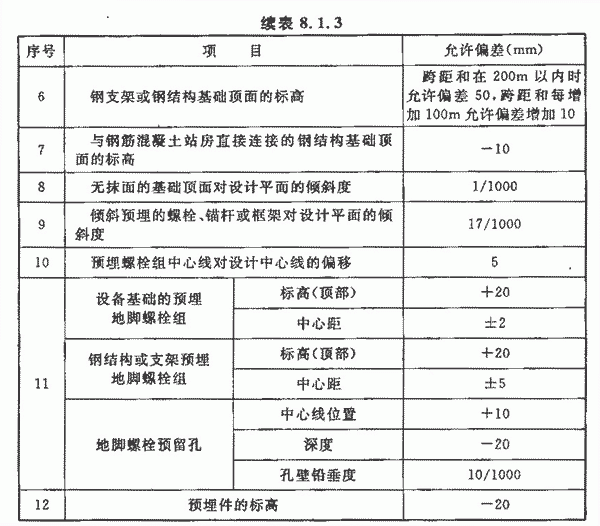 续表 8.1.3
序号 项 目 允许偏差(mm)
6 钢支架或钢结构基础顶面的标高 跨距和在 200m 以内时
允许偏差 50,跨距和每增
加 100m 允许偏差增加 10
7 与钢筋混凝土站房直接连接的钢结构基础顶
面的标高 －10
8 无抹面的基础顶面对设计平面的倾斜度 1/1000
9 倾斜预埋的螺栓、锚杆或框架对设计平面的倾
斜度 17/1000
10 预埋螺栓组中心线对设计中心线的偏移 5
11 设备基础的预埋
地脚螺栓组 标高(顶部) ＋20
中心距 ±2
钢结构或支架预埋
地脚螺栓组 标高(顶部) ＋20
中心距 ±5
地脚螺栓预留孔 中心线位置 ＋10
深度 －20
孔壁铅垂度 10/1000
12 预埋件的标高 －20